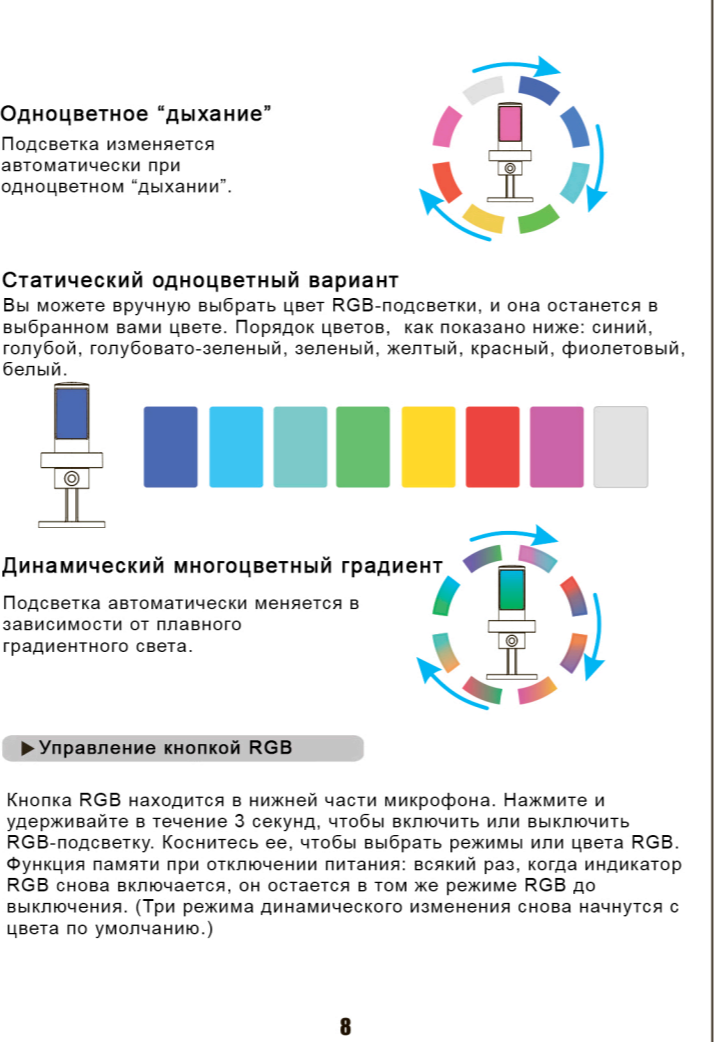 Одноцветное “дыхание”
Подсветка изменяется
автоматически при
одноцветном “дыхании”.
Статический одноцветный вариант
Вы можете вручную выбрать цвет RGB-подсветки, и она останется в
выбранном вами цвете. Порядок цветов, как показано ниже: синий,
голубой, голубовато-зеленый, зеленый, желтый, красный, фиолетовый,
белый.
Динамический многоцветный градиент
Подсветка автоматически меняется в
зависимости от плавного
градиентного света.
Управление кнопкой RGB
Кнопка RGB находится в нижней части микрофона. Нажмите и
удерживайте в течение 3 секунд, чтобы включить или выключить
RGB-подсветку. Коснитесь ее, чтобы выбрать режимы или цвета RGB.
Функция памяти при отключении питания: всякий раз, когда индикатор
RGB снова включается, он остается в том же режиме RGB до
выключения. (Три режима динамического изменения снова начнутся с
цвета по умолчанию.)
8